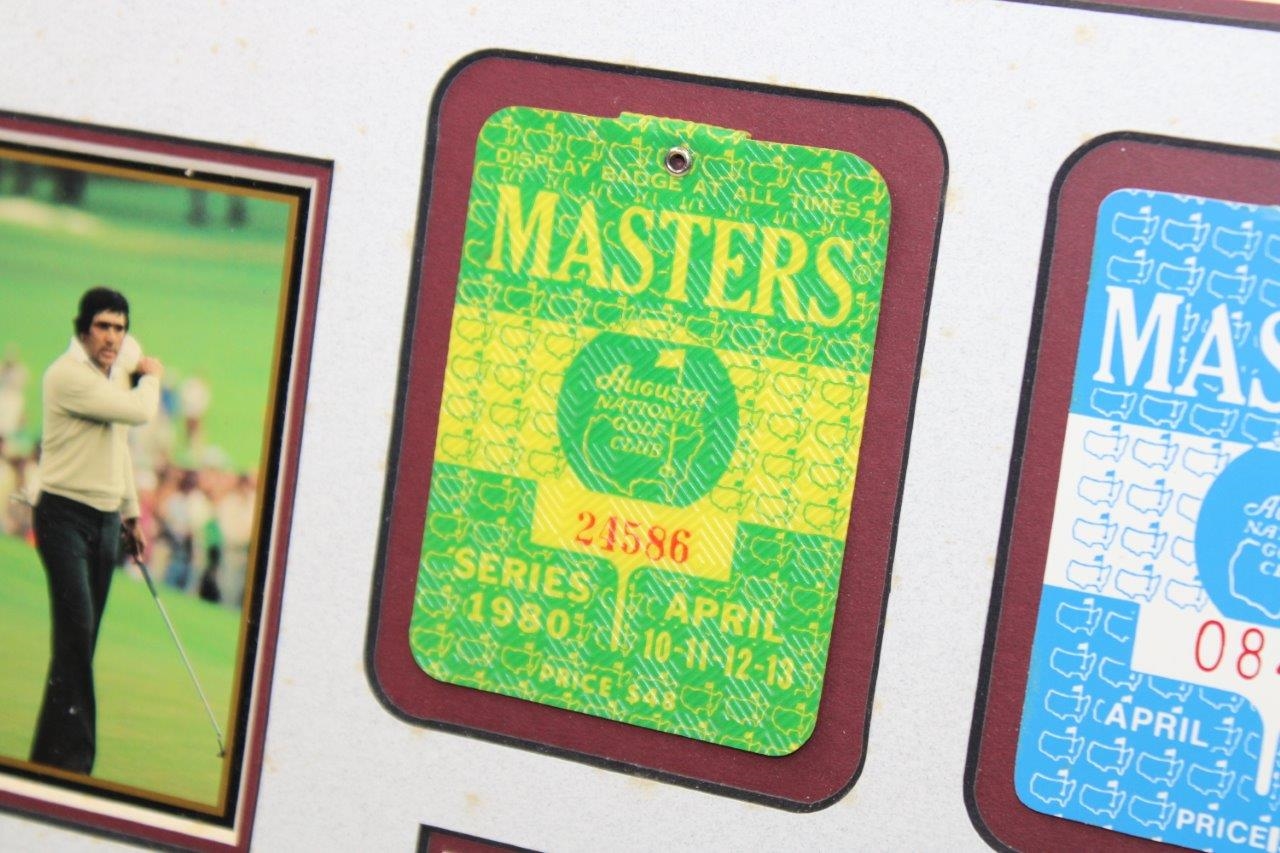 DISPLAY BADGE AT ALL TIMES
MASTERS®
AUGUSTA
NATIONAL
GOLF
CLUB
24586
SERIES
1980
APRIL
10-11 12-13
PRICE $48
MAS
APRIL
PRICE